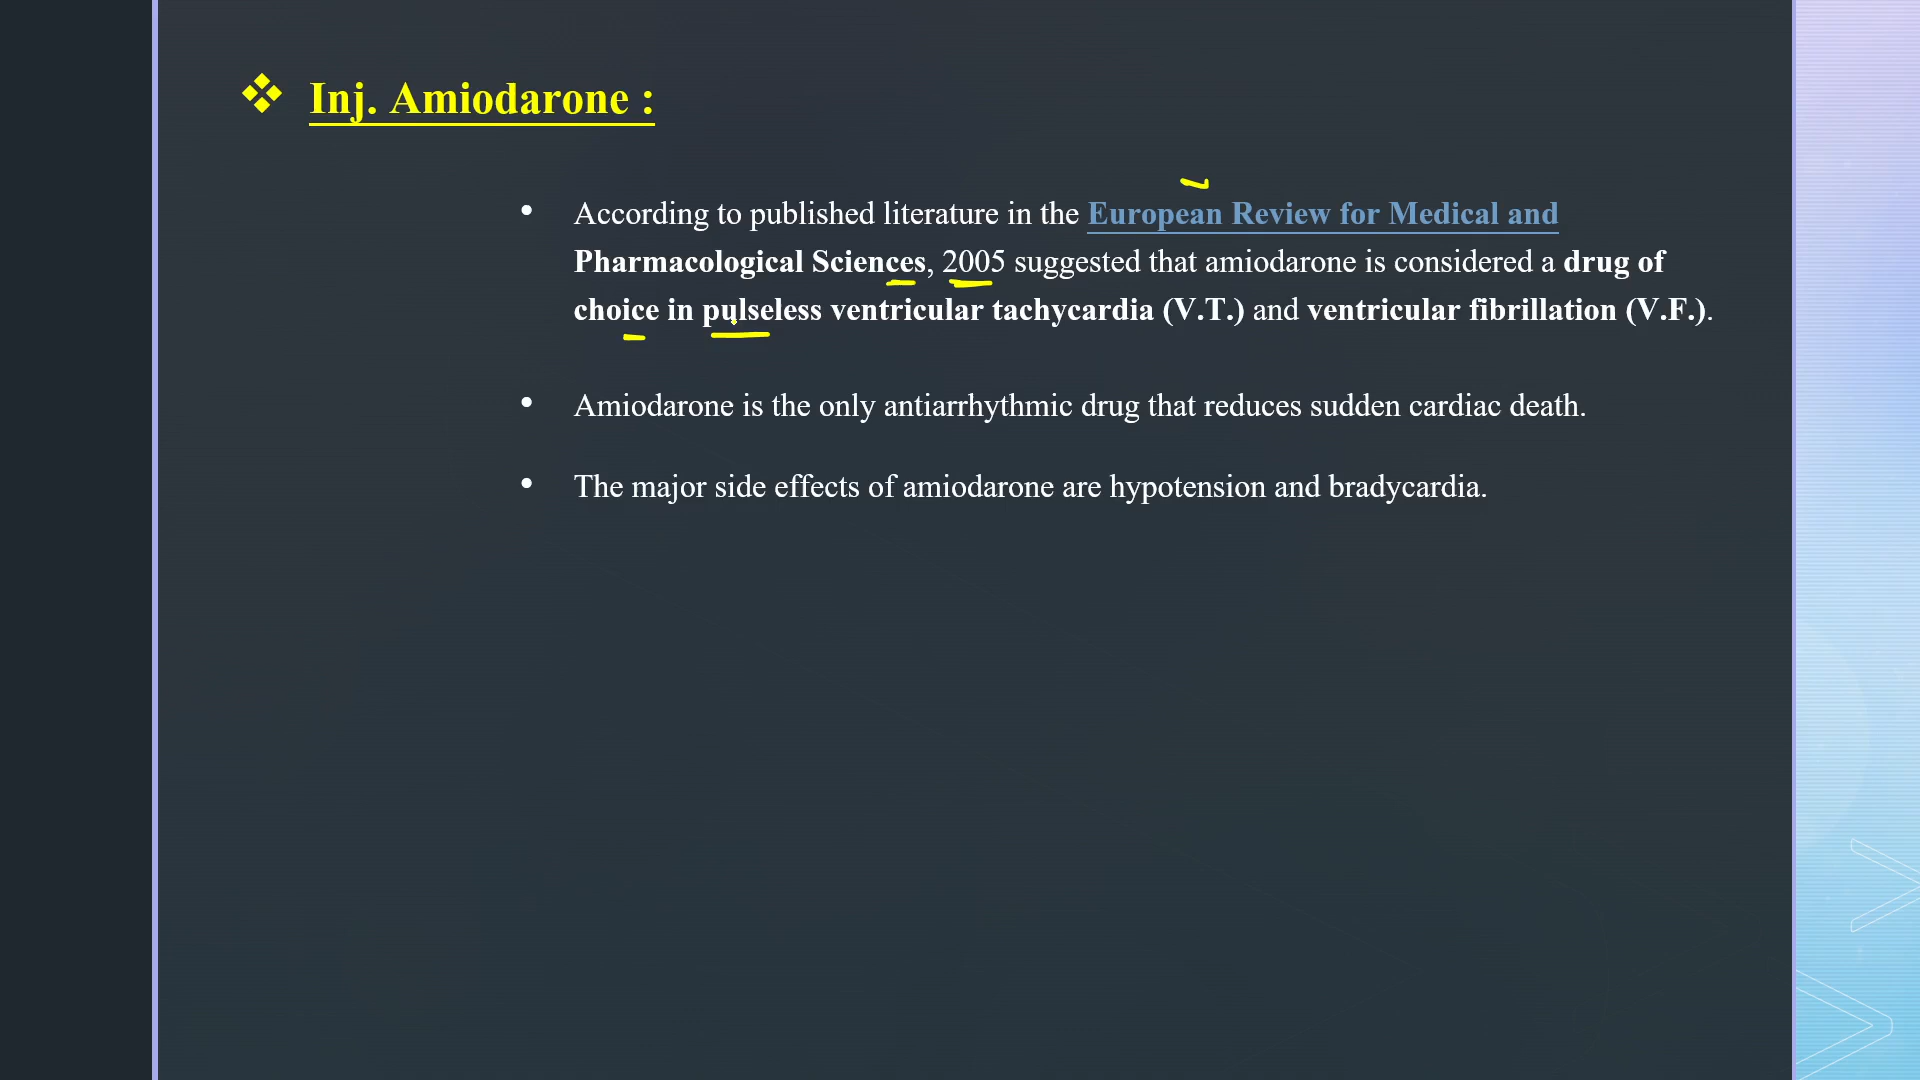 ❖ Inj. Amiodarone :
• According to published literature in the European Review for Medical and
Pharmacological Sciences, 2005 suggested that amiodarone is considered a drug of
choice in pulseless ventricular tachycardia (V.T.) and ventricular fibrillation (V.F.).
• Amiodarone is the only antiarrhythmic drug that reduces sudden cardiac death.
• The major side effects of amiodarone are hypotension and bradycardia.